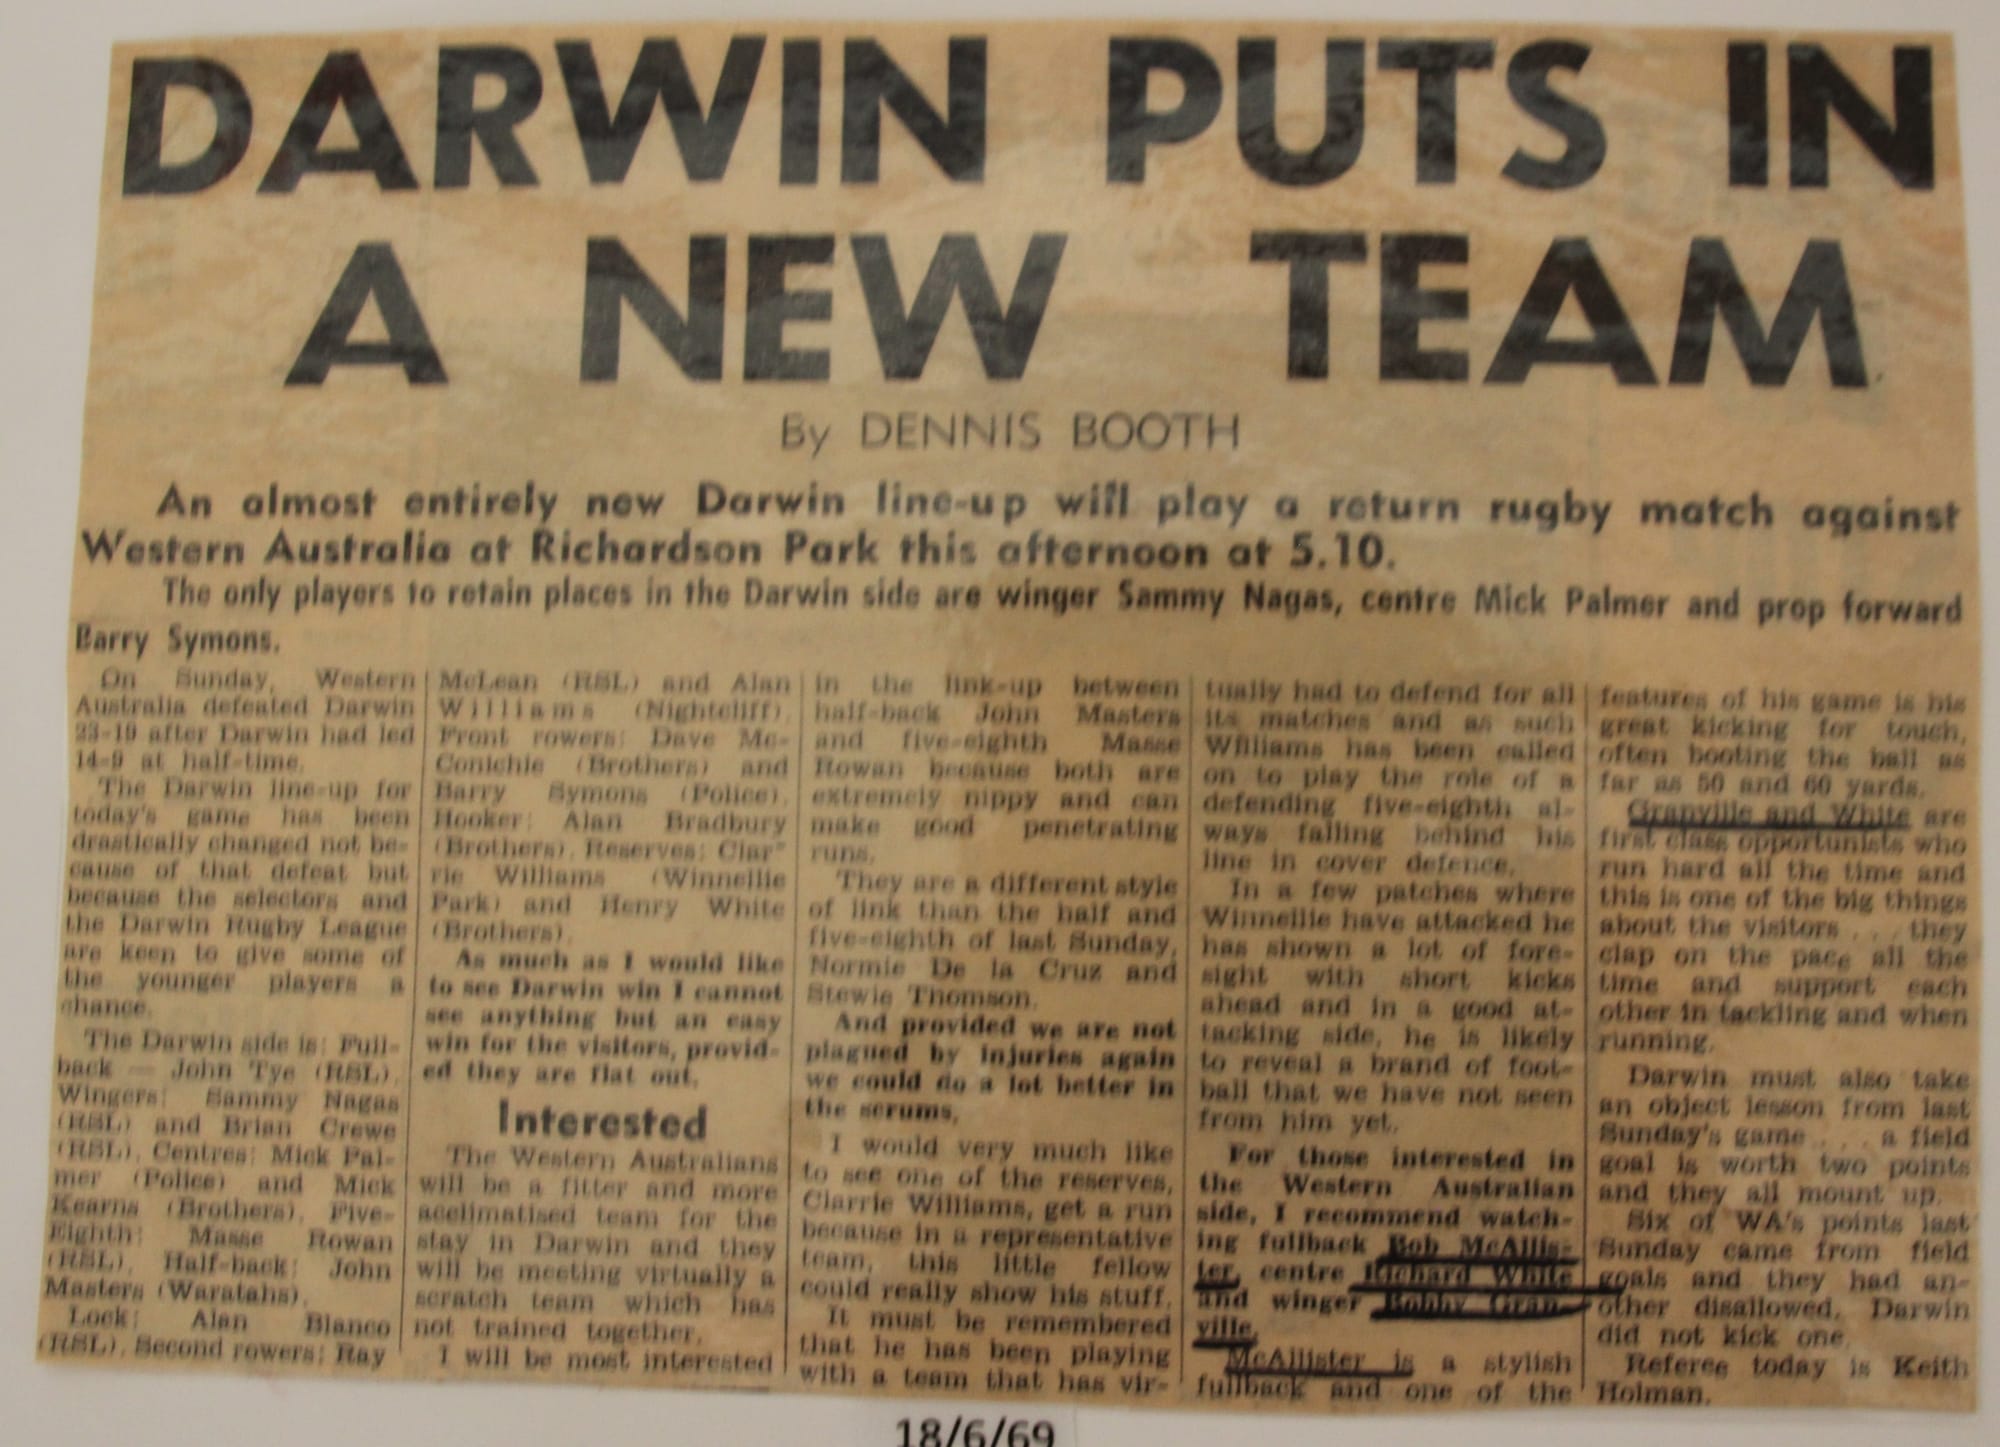 DARWIN PUTS IN
A NEW TEAM
By DENNIS BOOTH
An almost entirely new Darwin line-up will play a return rugby match against
Western Australia at Richardson Park this afternoon at 5.10.
The only players to retain places in the Darwin side are winger Sammy Nagas, centre Mick Palmer and prop forward
Barry Symons.
On Sunday, Western
Australia defeated Darwin
23-19 after Darwin had led
14-9 at half-time.
The Darwin line-up for
today's game has been
drastically changed not be-
cause of that defeat but
because the selectors and
the Darwin Rugby League
are keen to give some of
the younger players a
chance.
The Darwin side is: Full-
back — John Tye (RSL).
Wingers: Sammy Nagas
(RSL) and Brian Crewe
(RSL). Centres: Mick Pal-
mer (Police) and Mick
Kearns (Brothers). Five-
Eighth: Masse Rowan
(RSL). Half-back: John
Masters (Waratahs).
Lock: Alan Blanco
(RSL). Second rowers: Ray
McLean (RSL) and Alan
Williams (Nightcliff).
Front rowers: Dave Mc-
Conichie (Brothers) and
Barry Symons (Police).
Hooker: Alan Bradbury
(Brothers). Reserves: Clar-
rie Williams (Winnellie
Park) and Henry White
(Brothers).
As much as I would like
to see Darwin win I cannot
see anything but an easy
win for the visitors, provid-
ed they are flat out.
Interested
The Western Australians
will be a fitter and more
acclimatised team for the
stay in Darwin and they
will be meeting virtually a
scratch team which has
not trained together.
I will be most interested
in the link-up between
half-back John Masters
and five-eighth Masse
Rowan because both are
extremely nippy and can
make good penetrating
runs.
They are a different style
of link than the half and
five-eighth of last Sunday,
Normie De la Cruz and
Stewie Thomson.
And provided we are not
plagued by injuries again
we could do a lot better in
the scrums.
I would very much like
to see one of the reserves,
Clarrie Williams, get a run
because in a representative
team, this little fellow
could really show his stuff.
It must be remembered
that he has been playing
with a team that has vir-
tually had to defend for all
its matches and as such
Williams has been called
on to play the role of a
defending five-eighth al-
ways falling behind his
line in cover defence.
In a few patches where
Winnellie have attacked he
has shown a lot of fore-
sight with short kicks
ahead and in a good at-
tacking side, he is likely
to reveal a brand of foot-
ball that we have not seen
from him yet.
For those interested in
the Western Australian
side, I recommend watch-
ing fullback Bob McAllis-
ter, centre Richard White
and winger Bobby Gran-
ville.
McAllister is a stylish
fullback and one of the
features of his game is his
great kicking for touch,
often booting the ball as
far as 50 and 60 yards.
Granville and White are
first class opportunists who
run hard all the time and
this is one of the big things
about the visitors . . . they
clap on the pace all the
time and support each
other in tackling and when
running.
Darwin must also take
an object lesson from last
Sunday's game . . . a field
goal is worth two points
and they all mount up.
Six of WA's points last
Sunday came from field
goals and they had an-
other disallowed. Darwin
did not kick one.
Referee today is Keith
Holman.
18/6/69